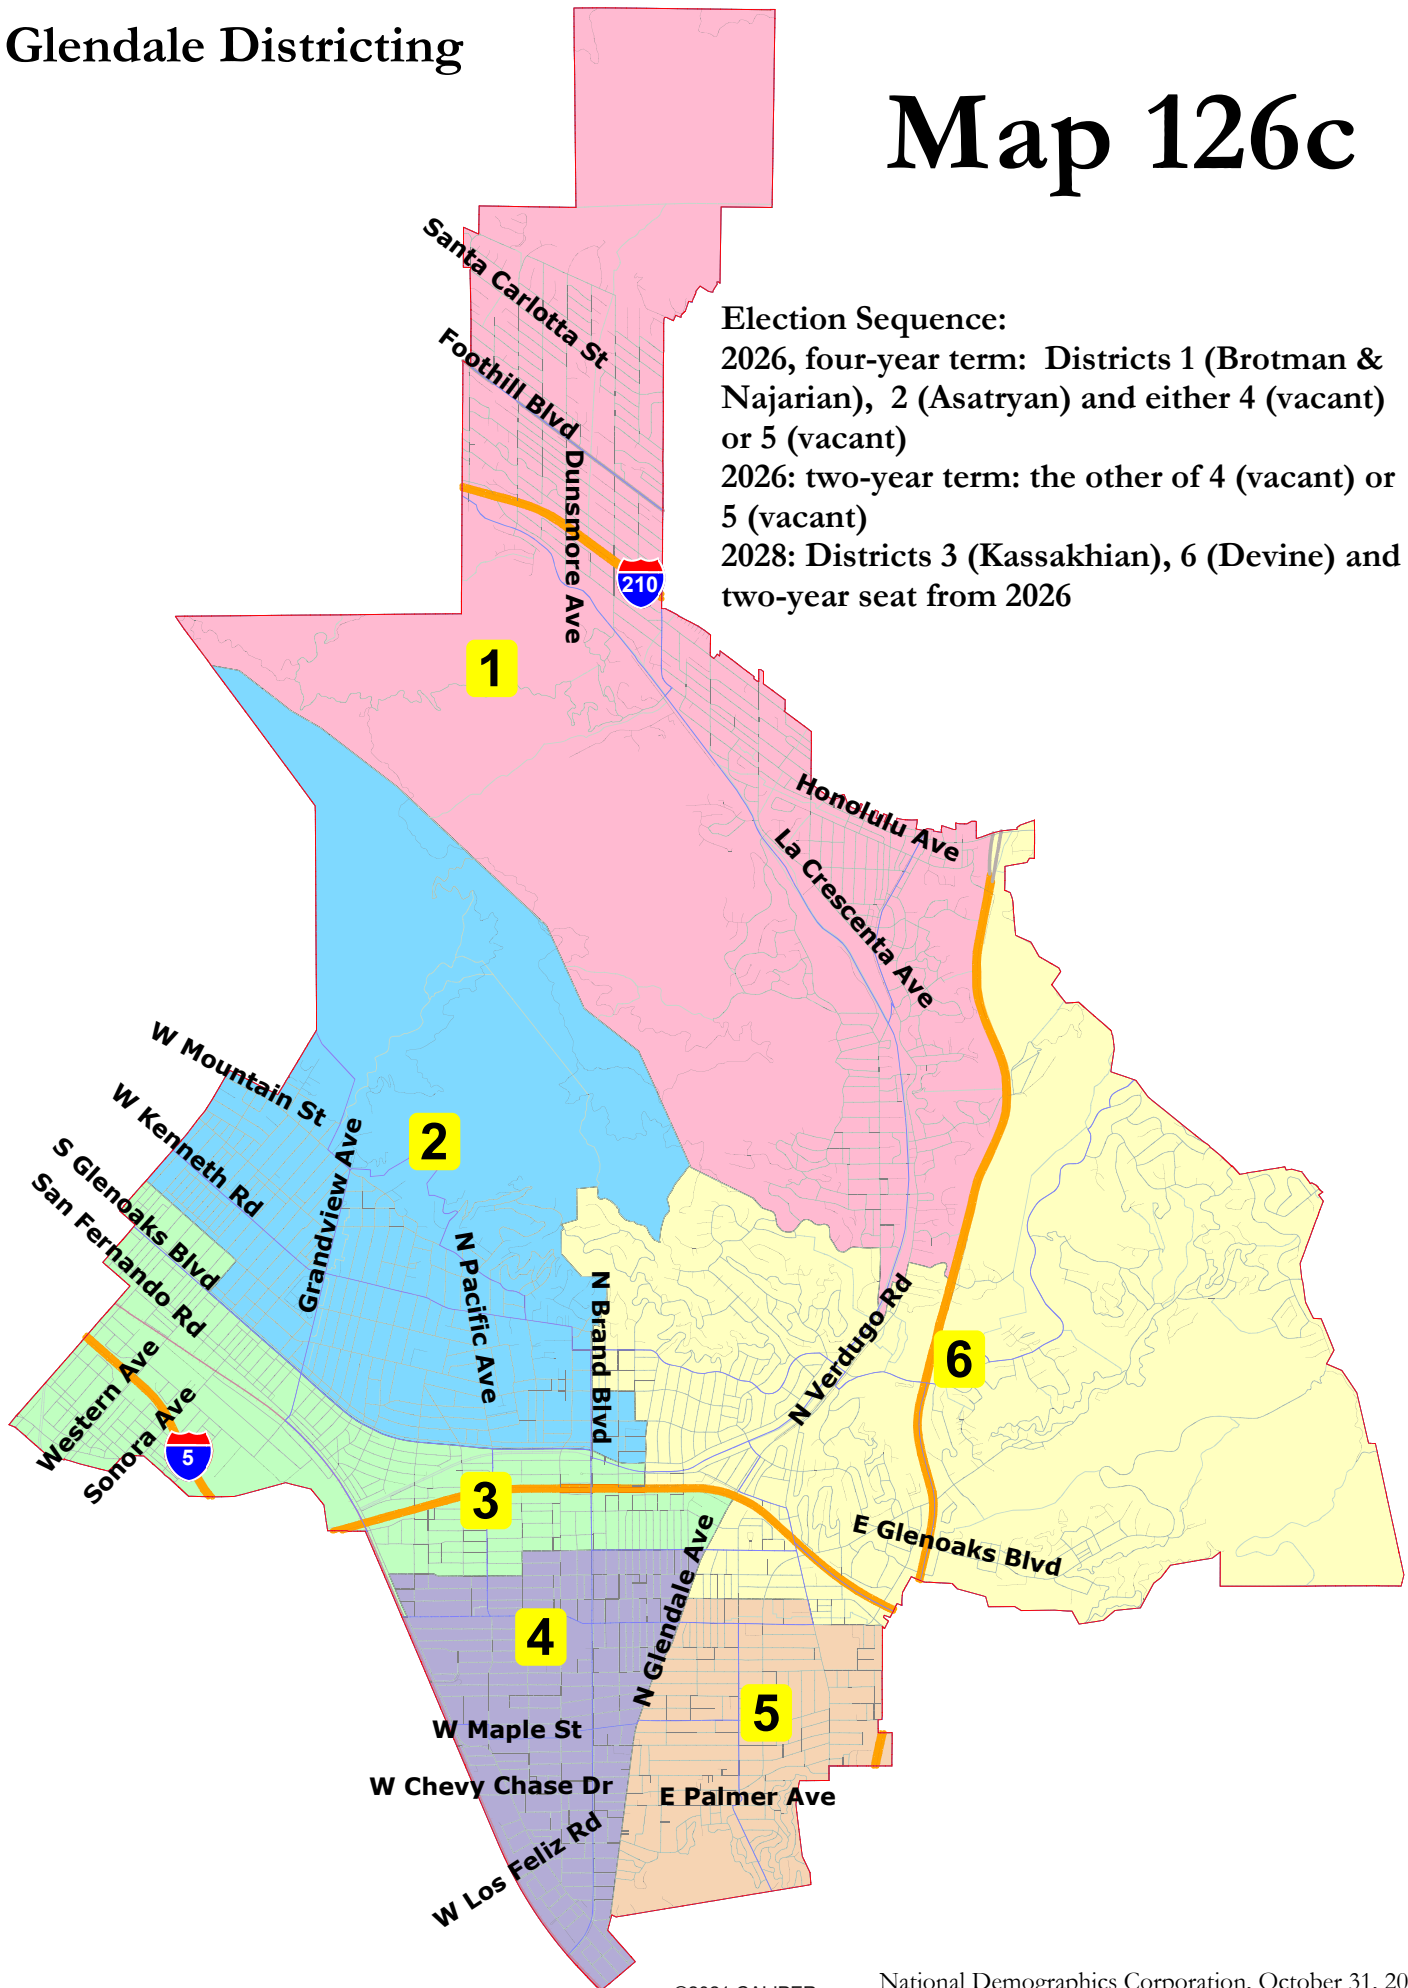 Glendale Districting
Map 126c
Santa Carlotta St
Foothill Blvd
Dunsmore Ave
210
Election Sequence:
2026, four-year term: Districts 1 (Brotman &
Najarian), 2 (Asatryan) and either 4 (vacant)
or 5 (vacant)
2026: two-year term: the other of 4 (vacant) or
5 (vacant)
2028: Districts 3 (Kassakhian), 6 (Devine) and
two-year seat from 2026
1
Honolulu Ave
La Crescenta Ave
W Mountain St
W Kenneth Rd
S Glenoaks Blvd
San Fernando Rd
Grandview Ave
2
N Pacific Ave
N Brand Blvd
N Verdugo Rd
6
Western Ave
Sonora Ave
5
3
E Glenoaks Blvd
N Glendale Ave
4
5
W Maple St
W Chevy Chase Dr
E Palmer Ave
W Los Feliz Rd
National Demographics Corporation, October 31, 20